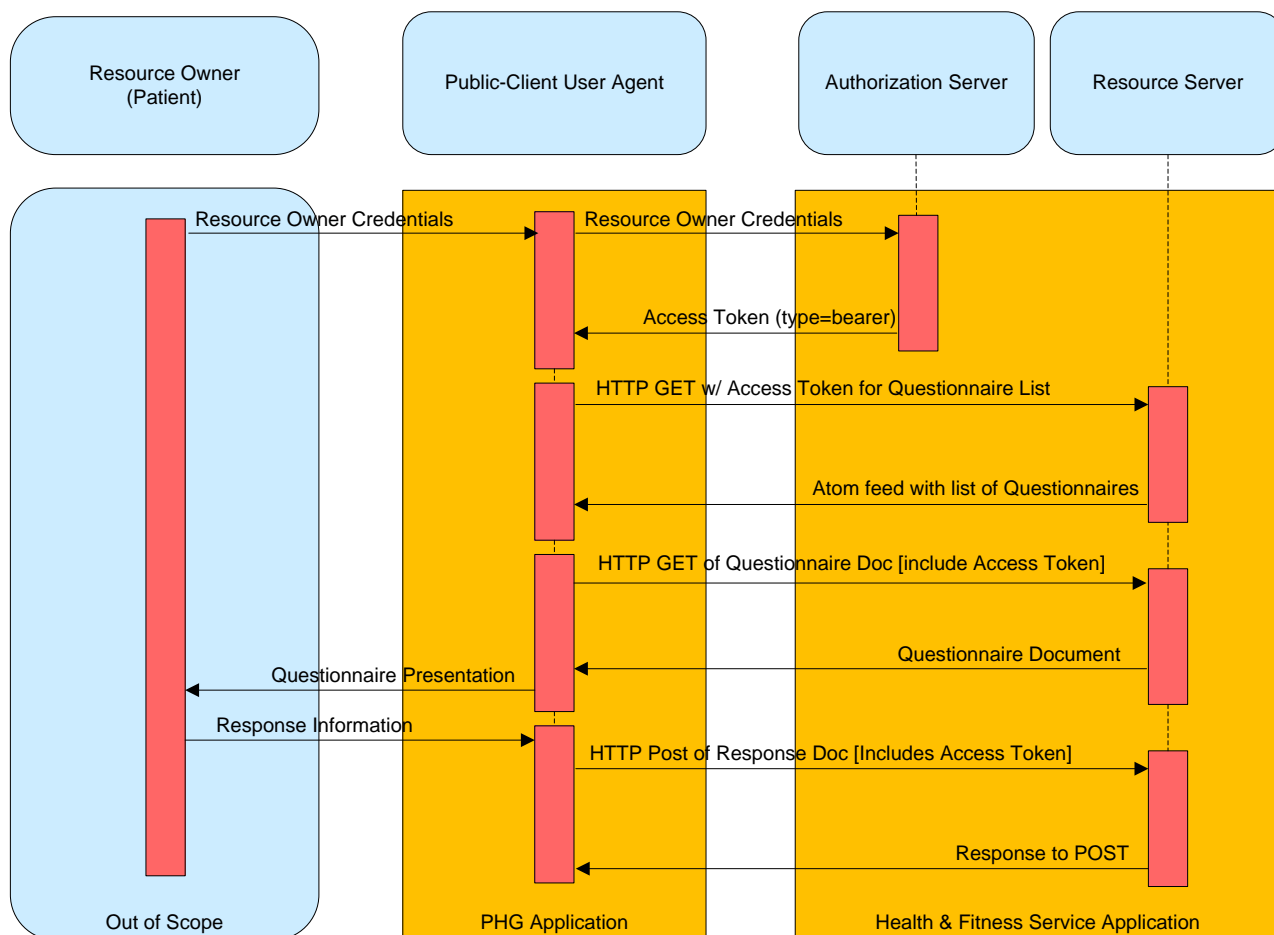 Resource Owner
(Patient)
Public-Client User Agent
Authorization Server
Resource Server
Resource Owner Credentials
Resource Owner Credentials
Access Token (type=bearer)
HTTP GET w/ Access Token for Questionnaire List
Atom feed with list of Questionnaires
HTTP GET of Questionnaire Doc [include Access Token]
Questionnaire Document
Questionnaire Presentation
Response Information
HTTP Post of Response Doc [Includes Access Token]
Response to POST
Out of Scope
PHG Application
Health & Fitness Service Application